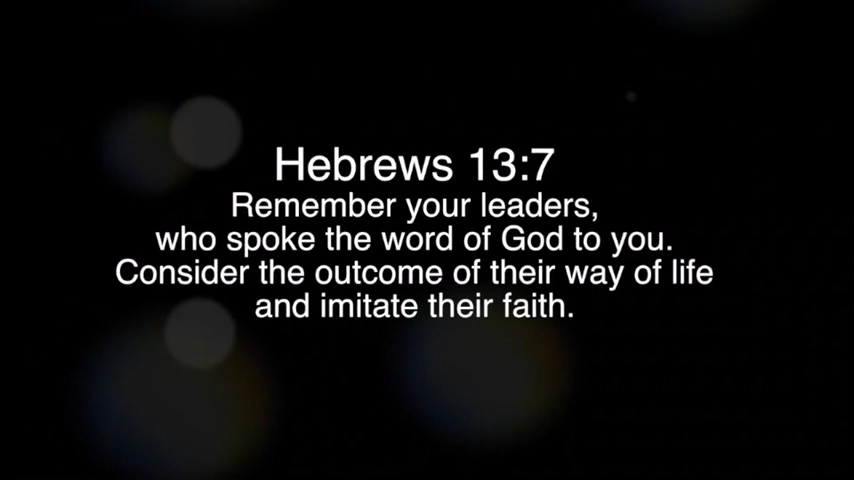 Hebrews 13:7
Remember your leaders,
who spoke the word of God to you.
Consider the outcome of their way of life
and imitate their faith.